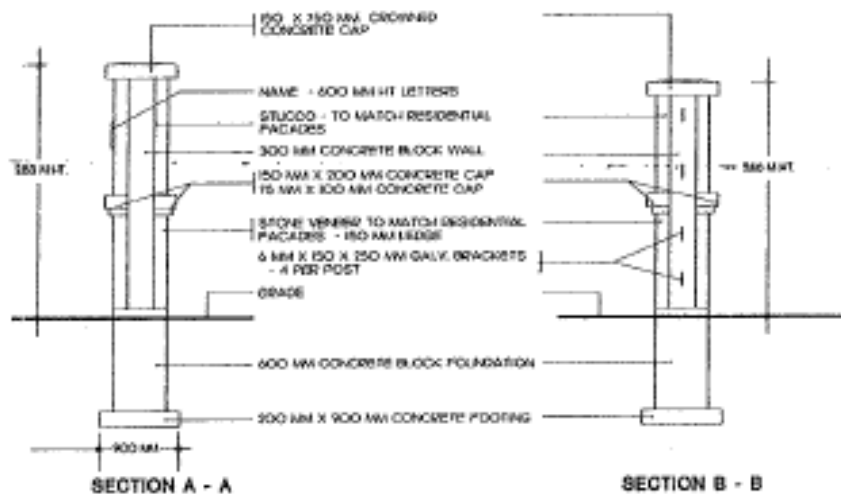 150 X 750 MM CROWNED
CONCRETE CAP
NAME - 600 MM HT LETTERS
STUCCO - TO MATCH RESIDENTIAL
FACADES
300 MM CONCRETE BLOCK WALL
150 MM X 200 MM CONCRETE CAP
75 MM X 100 MM CONCRETE CAP
STONE VENEER TO MATCH RESIDENTIAL
FACADES - 150 MM LEDGE
6 MM X 150 X 250 MM GALV. BRACKETS
- 4 PER POST
GRADE
600 MM CONCRETE BLOCK FOUNDATION
200 MM X 900 MM CONCRETE FOOTING
900 MM
SECTION A - A
SECTION B - B